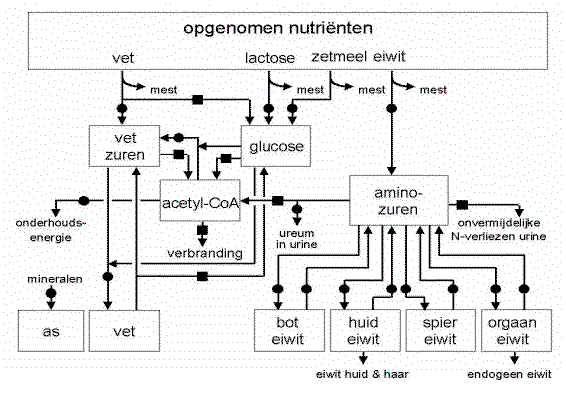 opgenomen nutriënten
vet lactose zetmeel eiwit
mest mest mest mest
vet
zuren
glucose
acetyl-CoA
amino-
zuren
onderhouds-
energie
verbranding
ureum
in urine
onvermijdelijke
N-verliezen urine
mineralen
as
vet
bot
eiwit
huid
eiwit
spier
eiwit
orgaan
eiwit
eiwit huid & haar
endogeen eiwit